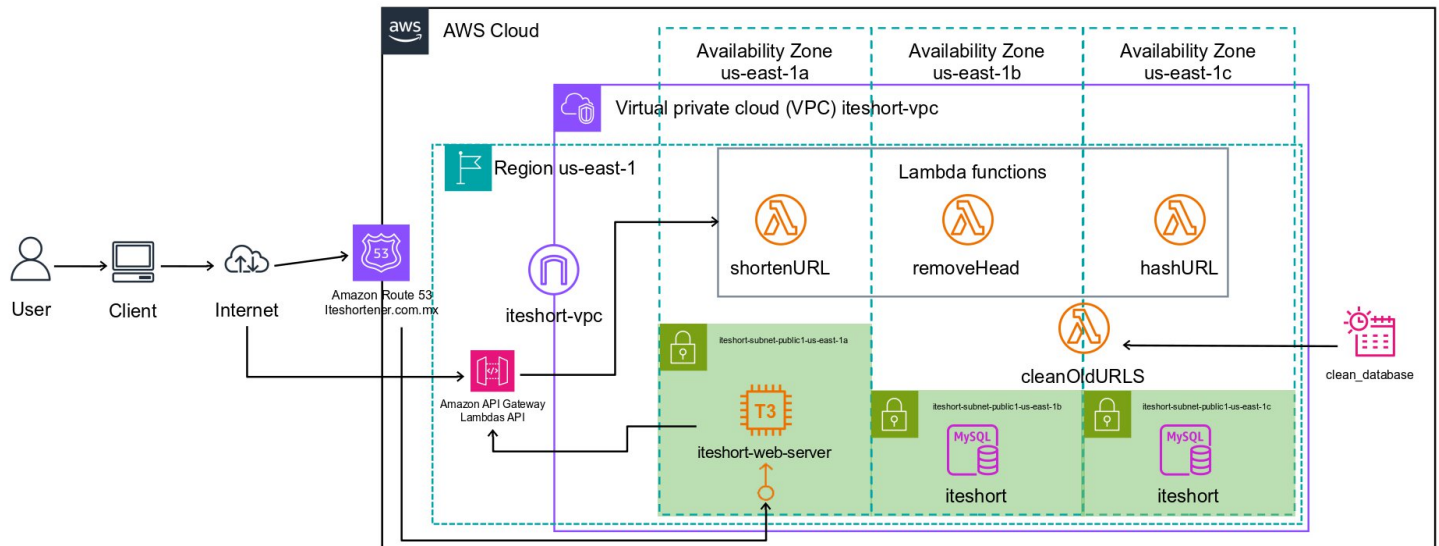 aws
AWS Cloud
Availability Zone
us-east-1a
Availability Zone
us-east-1b
Availability Zone
us-east-1c
Virtual private cloud (VPC) iteshort-vpc
Region us-east-1
Lambda functions
shortenURL
removeHead
hashURL
53
User
Client
Internet
Amazon Route 53
Iteshortener.com.mx
iteshort-vpc
iteshort-subnet-public1-us-east-1a
cleanOldURLS
clean_database
</>
Amazon API Gateway
Lambdas API
T3
iteshort-web-server
iteshort-subnet-public1-us-east-1b
iteshort-subnet-public1-us-east-1c
MySQL
MySQL
iteshort
iteshort